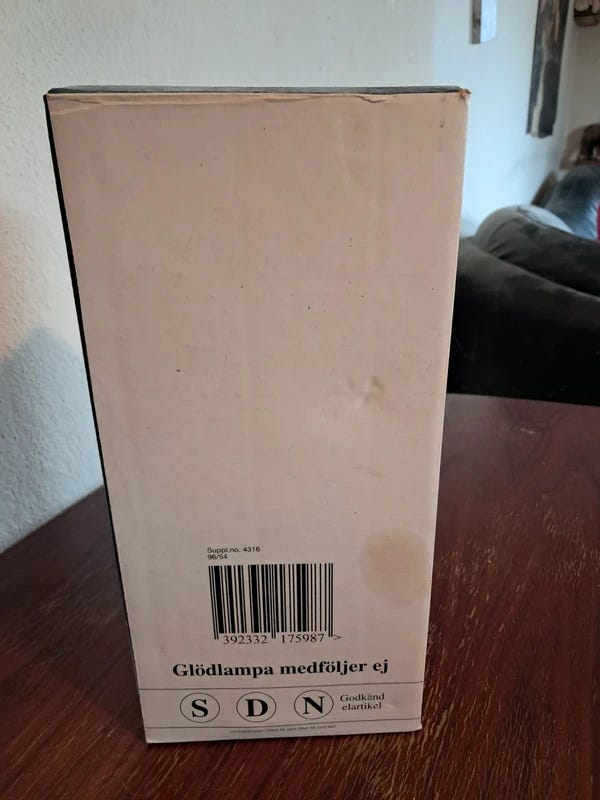 Suppl.no. 4316
96/54
392332 175987 >
Glödlampa medföljer ej
S D N Godkänd
elartikel